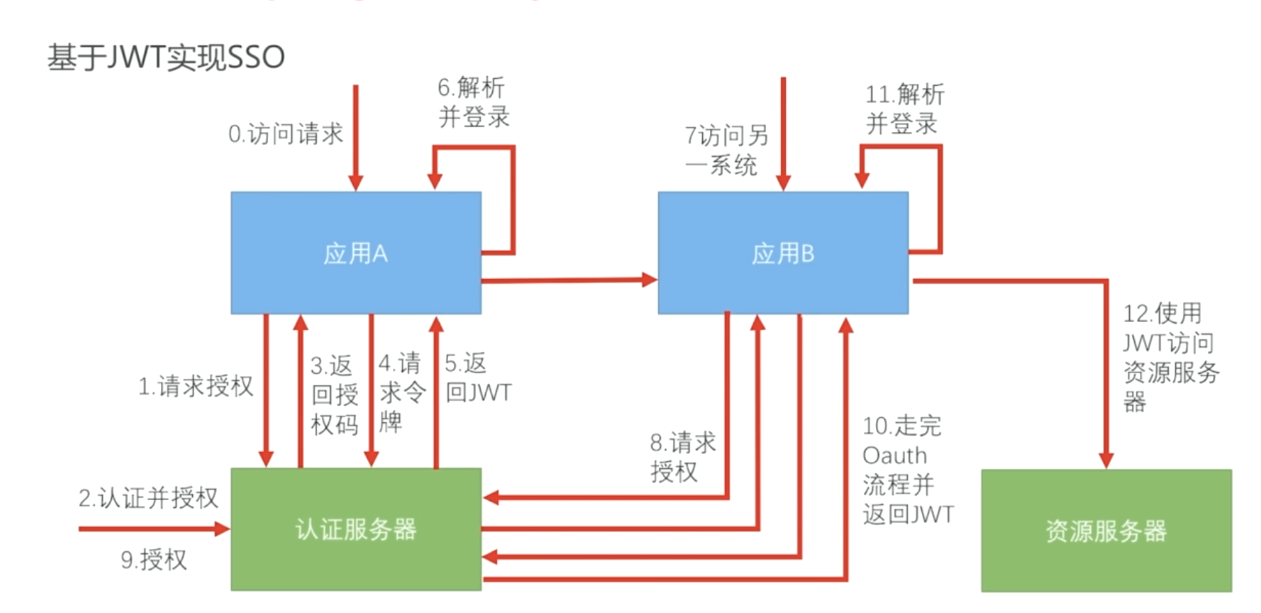 基于JWT实现SSO
6.解析
并登录
11.解析
并登录
0.访问请求
7访问另
一系统
应用A
应用B
12.使用
JWT访问
资源服务
器
1.请求授权
3.返
回授
权码
4.请
求令
牌
5.返
回JWT
8.请求
授权
10.走完
Oauth
流程并
返回JWT
2.认证并授权
9.授权
认证服务器
资源服务器